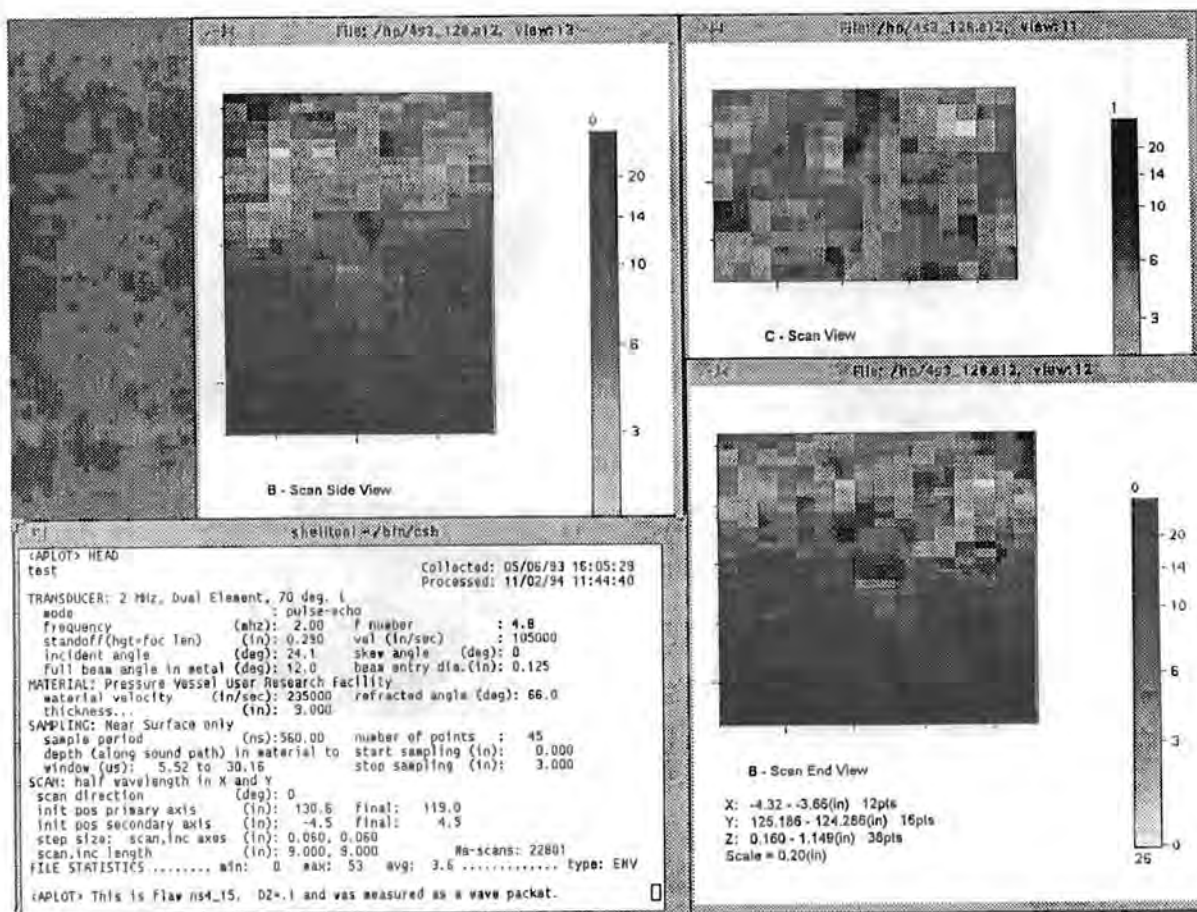 File: /hp/4s3_128.012, view:13
0
20
14
10
6
3
B - Scan Side View
File: /hp/4s3_128.012, view:11
1
20
14
10
6
3
C - Scan View
File: /hp/4s3_128.012, view:12
0
20
14
10
6
3
0
26
B - Scan End View
X: -4.32 - -3.66(in) 12pts
Y: 125.186 - 124.286(in) 16pts
Z: 0.160 - 1.149(in) 38pts
Scale = 0.20(in)
shelltool - /bin/csh
<APLOT> HEAD
test Collected: 05/06/93 16:05:29
Processed: 11/02/94 11:44:40
TRANSDUCER: 2 MHz, Dual Element, 70 deg. L
mode : pulse-echo
frequency (mhz): 2.00 f number : 4.8
standoff(hgt-foc len) (in): 0.290 vel (in/sec) : 105000
incident angle (deg): 24.1 skew angle (deg): 0
full beam angle in metal (deg): 12.0 beam entry dia.(in): 0.125
MATERIAL: Pressure Vessel User Research Facility
material velocity (in/sec): 235000 refracted angle (deg): 66.0
thickness... (in): 9.000
SAMPLING: Near Surface only
sample period (ns):560.00 number of points : 45
depth (along sound path) in material to start sampling (in): 0.000
window (us): 5.52 to 30.16 stop sampling (in): 3.000
SCAN: half wavelength in X and Y
scan direction (deg): 0
init pos primary axis (in): 130.6 final: 119.0
init pos secondary axis (in): -4.5 final: 4.5
step size: scan,inc axes (in): 0.060, 0.060
scan,inc length (in): 9.000, 9.000 #a-scans: 22801
FILE STATISTICS ........ min: 0 max: 53 avg: 3.6 ............. type: ENV
<APLOT> This is Flaw ns4_15. DZ=.1 and was measured as a wave packet.